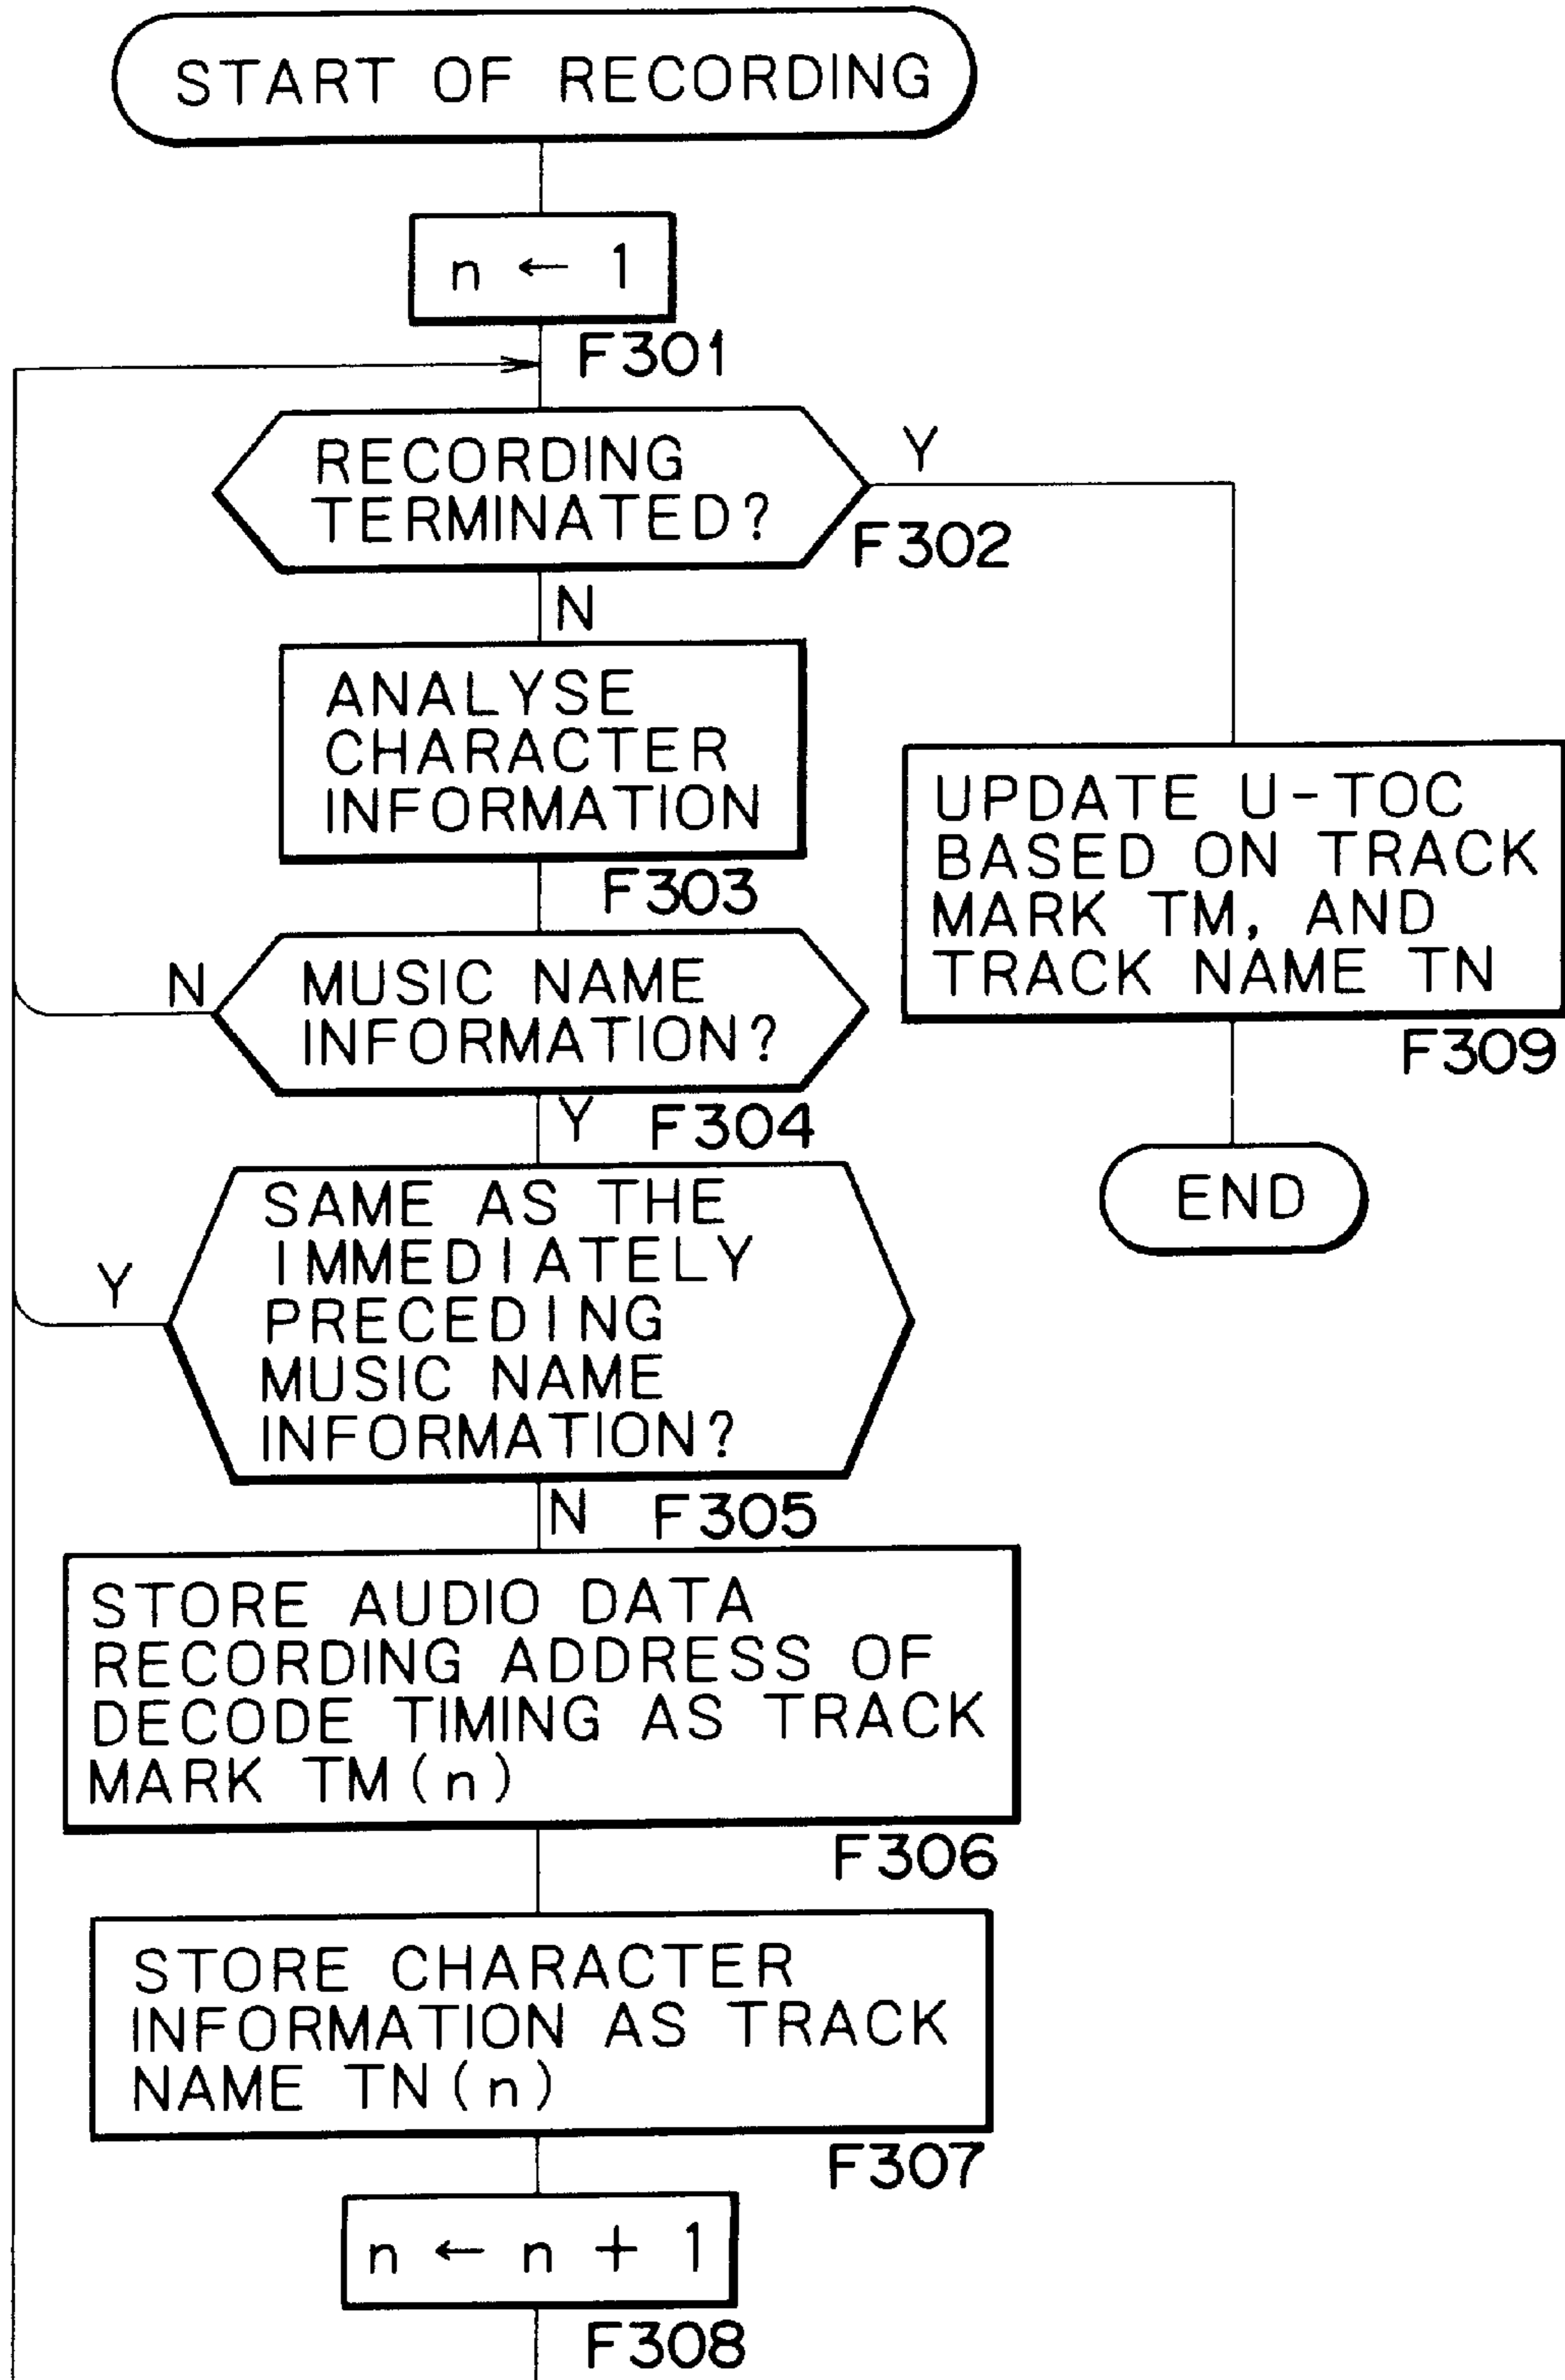 START OF RECORDING
n ← 1
F301
RECORDING
TERMINATED?
Y
F302
N
ANALYSE
CHARACTER
INFORMATION
F303
UPDATE U-TOC
BASED ON TRACK
MARK TM, AND
TRACK NAME TN
F309
END
N
MUSIC NAME
INFORMATION?
Y F304
Y
SAME AS THE
IMMEDIATELY
PRECEDING
MUSIC NAME
INFORMATION?
N F305
STORE AUDIO DATA
RECORDING ADDRESS OF
DECODE TIMING AS TRACK
MARK TM(n)
F306
STORE CHARACTER
INFORMATION AS TRACK
NAME TN(n)
F307
n ← n + 1
F308